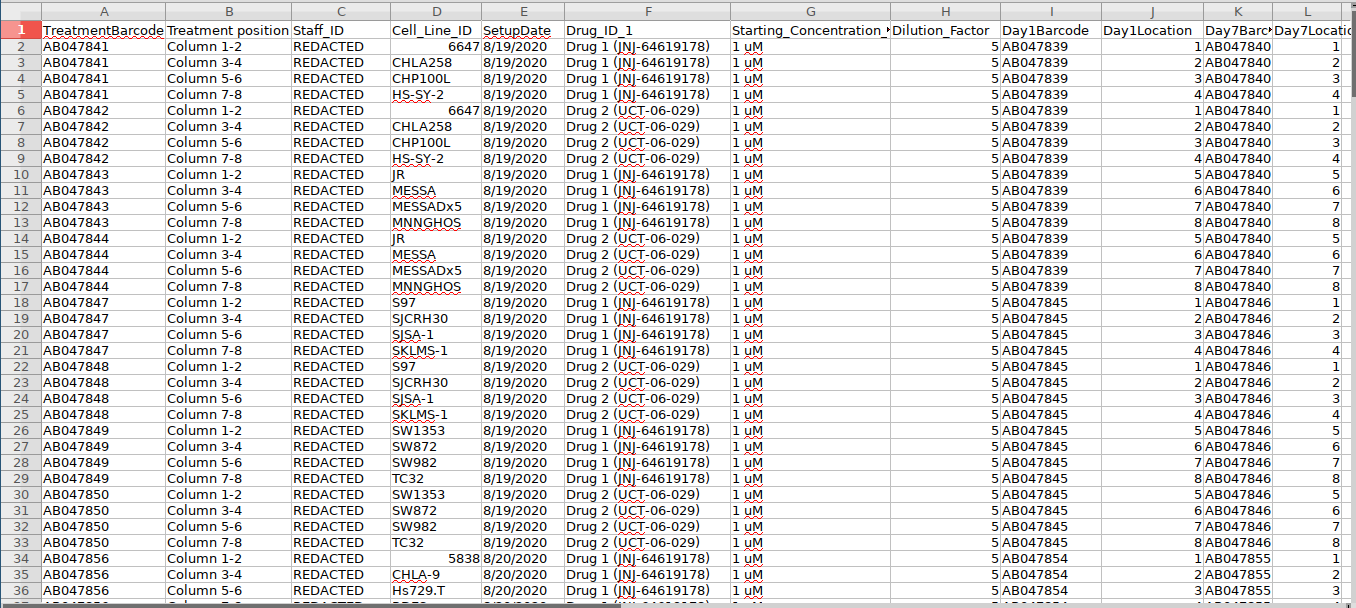 A B C D E F G H I J K L
1 TreatmentBarcode Treatment position Staff_ID Cell_Line_ID SetupDate Drug_ID_1 Starting_Concentration_ Dilution_Factor Day1Barcode Day1Location Day7Barc Day7Locatio
2 AB047841 Column 1-2 REDACTED 6647 8/19/2020 Drug 1 (JNJ-64619178) 1 uM 5 AB047839 1 AB047840 1
3 AB047841 Column 3-4 REDACTED CHLA258 8/19/2020 Drug 1 (JNJ-64619178) 1 uM 5 AB047839 2 AB047840 2
4 AB047841 Column 5-6 REDACTED CHP100L 8/19/2020 Drug 1 (JNJ-64619178) 1 uM 5 AB047839 3 AB047840 3
5 AB047841 Column 7-8 REDACTED HS-SY-2 8/19/2020 Drug 1 (JNJ-64619178) 1 uM 5 AB047839 4 AB047840 4
6 AB047842 Column 1-2 REDACTED 6647 8/19/2020 Drug 2 (UCT-06-029) 1 uM 5 AB047839 1 AB047840 1
7 AB047842 Column 3-4 REDACTED CHLA258 8/19/2020 Drug 2 (UCT-06-029) 1 uM 5 AB047839 2 AB047840 2
8 AB047842 Column 5-6 REDACTED CHP100L 8/19/2020 Drug 2 (UCT-06-029) 1 uM 5 AB047839 3 AB047840 3
9 AB047842 Column 7-8 REDACTED HS-SY-2 8/19/2020 Drug 2 (UCT-06-029) 1 uM 5 AB047839 4 AB047840 4
10 AB047843 Column 1-2 REDACTED JR 8/19/2020 Drug 1 (JNJ-64619178) 1 uM 5 AB047839 5 AB047840 5
11 AB047843 Column 3-4 REDACTED MESSA 8/19/2020 Drug 1 (JNJ-64619178) 1 uM 5 AB047839 6 AB047840 6
12 AB047843 Column 5-6 REDACTED MESSADx5 8/19/2020 Drug 1 (JNJ-64619178) 1 uM 5 AB047839 7 AB047840 7
13 AB047843 Column 7-8 REDACTED MNNGHOS 8/19/2020 Drug 1 (JNJ-64619178) 1 uM 5 AB047839 8 AB047840 8
14 AB047844 Column 1-2 REDACTED JR 8/19/2020 Drug 2 (UCT-06-029) 1 uM 5 AB047839 5 AB047840 5
15 AB047844 Column 3-4 REDACTED MESSA 8/19/2020 Drug 2 (UCT-06-029) 1 uM 5 AB047839 6 AB047840 6
16 AB047844 Column 5-6 REDACTED MESSADx5 8/19/2020 Drug 2 (UCT-06-029) 1 uM 5 AB047839 7 AB047840 7
17 AB047844 Column 7-8 REDACTED MNNGHOS 8/19/2020 Drug 2 (UCT-06-029) 1 uM 5 AB047839 8 AB047840 8
18 AB047847 Column 1-2 REDACTED S97 8/19/2020 Drug 1 (JNJ-64619178) 1 uM 5 AB047845 1 AB047846 1
19 AB047847 Column 3-4 REDACTED SJCRH30 8/19/2020 Drug 1 (JNJ-64619178) 1 uM 5 AB047845 2 AB047846 2
20 AB047847 Column 5-6 REDACTED SJSA-1 8/19/2020 Drug 1 (JNJ-64619178) 1 uM 5 AB047845 3 AB047846 3
21 AB047847 Column 7-8 REDACTED SKLMS-1 8/19/2020 Drug 1 (JNJ-64619178) 1 uM 5 AB047845 4 AB047846 4
22 AB047848 Column 1-2 REDACTED S97 8/19/2020 Drug 2 (UCT-06-029) 1 uM 5 AB047845 1 AB047846 1
23 AB047848 Column 3-4 REDACTED SJCRH30 8/19/2020 Drug 2 (UCT-06-029) 1 uM 5 AB047845 2 AB047846 2
24 AB047848 Column 5-6 REDACTED SJSA-1 8/19/2020 Drug 2 (UCT-06-029) 1 uM 5 AB047845 3 AB047846 3
25 AB047848 Column 7-8 REDACTED SKLMS-1 8/19/2020 Drug 2 (UCT-06-029) 1 uM 5 AB047845 4 AB047846 4
26 AB047849 Column 1-2 REDACTED SW1353 8/19/2020 Drug 1 (JNJ-64619178) 1 uM 5 AB047845 5 AB047846 5
27 AB047849 Column 3-4 REDACTED SW872 8/19/2020 Drug 1 (JNJ-64619178) 1 uM 5 AB047845 6 AB047846 6
28 AB047849 Column 5-6 REDACTED SW982 8/19/2020 Drug 1 (JNJ-64619178) 1 uM 5 AB047845 7 AB047846 7
29 AB047849 Column 7-8 REDACTED TC32 8/19/2020 Drug 1 (JNJ-64619178) 1 uM 5 AB047845 8 AB047846 8
30 AB047850 Column 1-2 REDACTED SW1353 8/19/2020 Drug 2 (UCT-06-029) 1 uM 5 AB047845 5 AB047846 5
31 AB047850 Column 3-4 REDACTED SW872 8/19/2020 Drug 2 (UCT-06-029) 1 uM 5 AB047845 6 AB047846 6
32 AB047850 Column 5-6 REDACTED SW982 8/19/2020 Drug 2 (UCT-06-029) 1 uM 5 AB047845 7 AB047846 7
33 AB047850 Column 7-8 REDACTED TC32 8/19/2020 Drug 2 (UCT-06-029) 1 uM 5 AB047845 8 AB047846 8
34 AB047856 Column 1-2 REDACTED 5838 8/20/2020 Drug 1 (JNJ-64619178) 1 uM 5 AB047854 1 AB047855 1
35 AB047856 Column 3-4 REDACTED CHLA-9 8/20/2020 Drug 1 (JNJ-64619178) 1 uM 5 AB047854 2 AB047855 2
36 AB047856 Column 5-6 REDACTED Hs729.T 8/20/2020 Drug 1 (JNJ-64619178) 1 uM 5 AB047854 3 AB047855 3